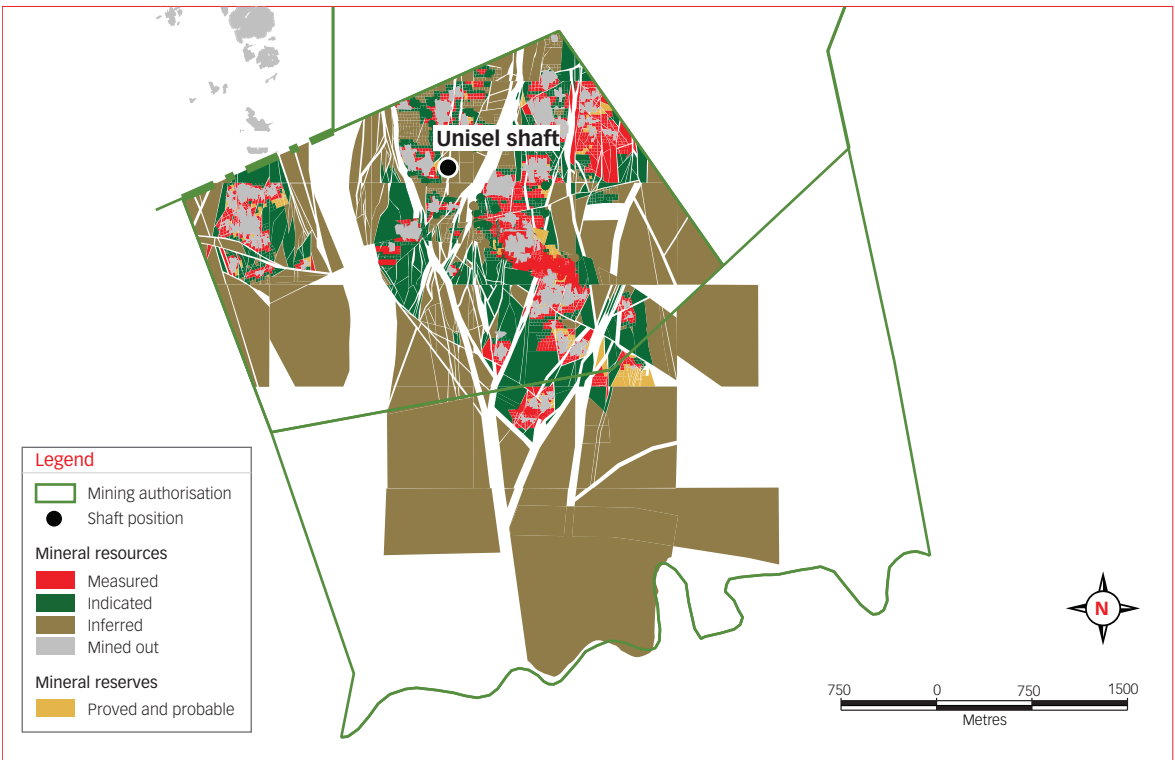 Unisel shaft
Legend
Mining authorisation
Shaft position
Mineral resources
Measured
Indicated
Inferred
Mined out
Mineral reserves
Proved and probable
N
750 0 750 1500
Metres